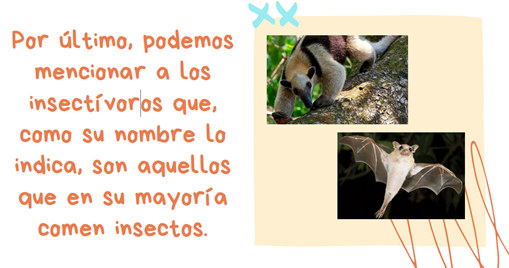 Por último, podemos
mencionar a los
insectívoros que,
como su nombre lo
indica, son aquellos
que en su mayoría
comen insectos.